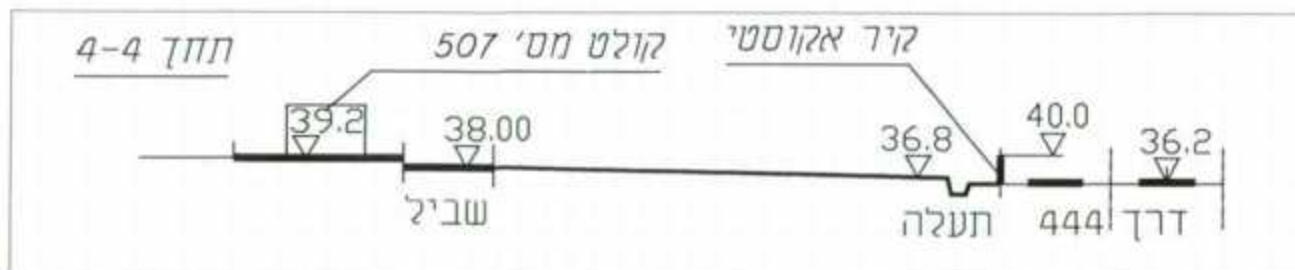 תחך 4-4
קולט מס' 507
קיר אקוסטי
39.2
38.00
36.8
40.0
36.2
שביל
תעלה
דרך 444